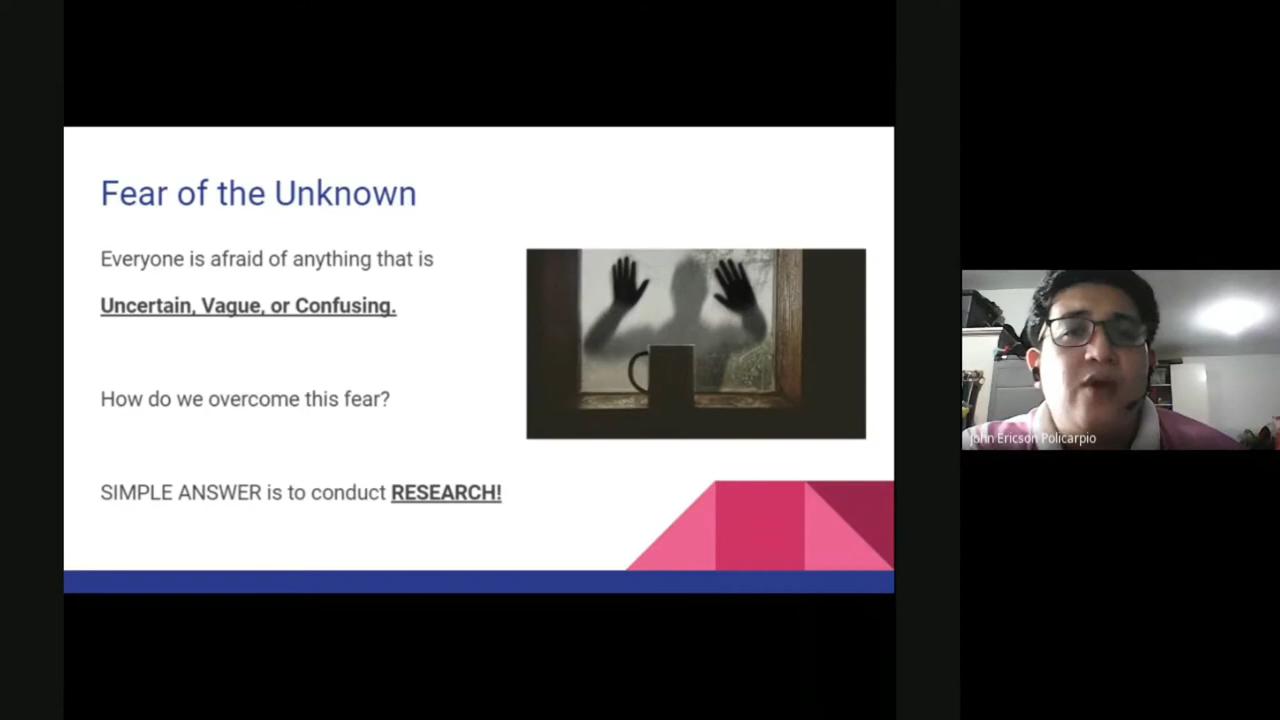 Fear of the Unknown
Everyone is afraid of anything that is
Uncertain, Vague, or Confusing.
How do we overcome this fear?
SIMPLE ANSWER is to conduct RESEARCH!
John Ericson Policarpio